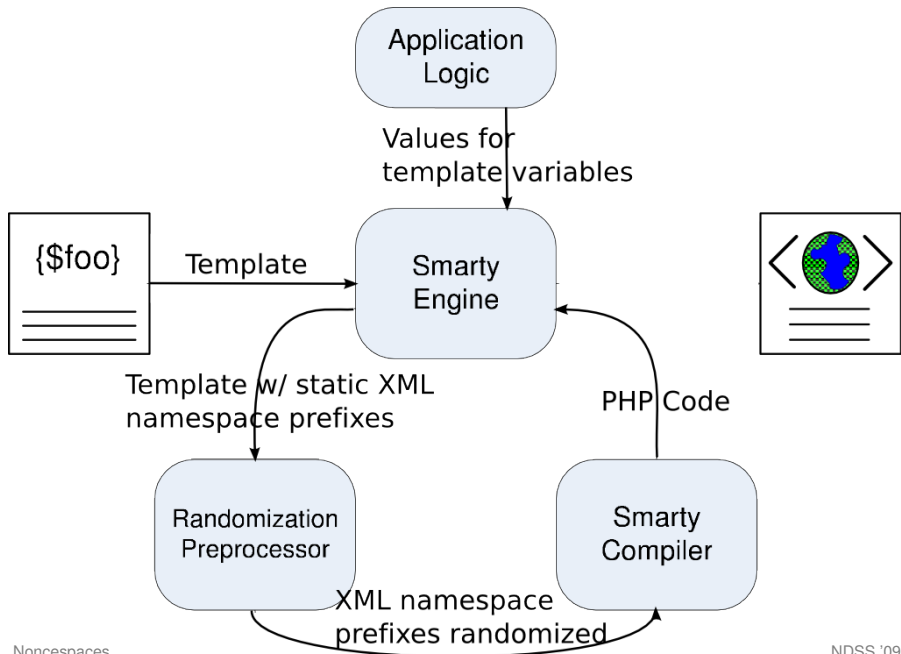 Application
Logic
Values for
template variables
{$foo}
Template
Smarty
Engine
Template w/ static XML
namespace prefixes
PHP Code
Randomization
Preprocessor
Smarty
Compiler
XML namespace
prefixes randomized
Noncespaces
NDSS '09